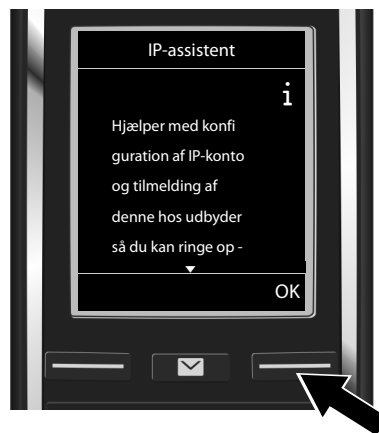 IP-assistent
i
Hjælper med konfi
guration af IP-konto
og tilmelding af
denne hos udbyder
så du kan ringe op -
OK